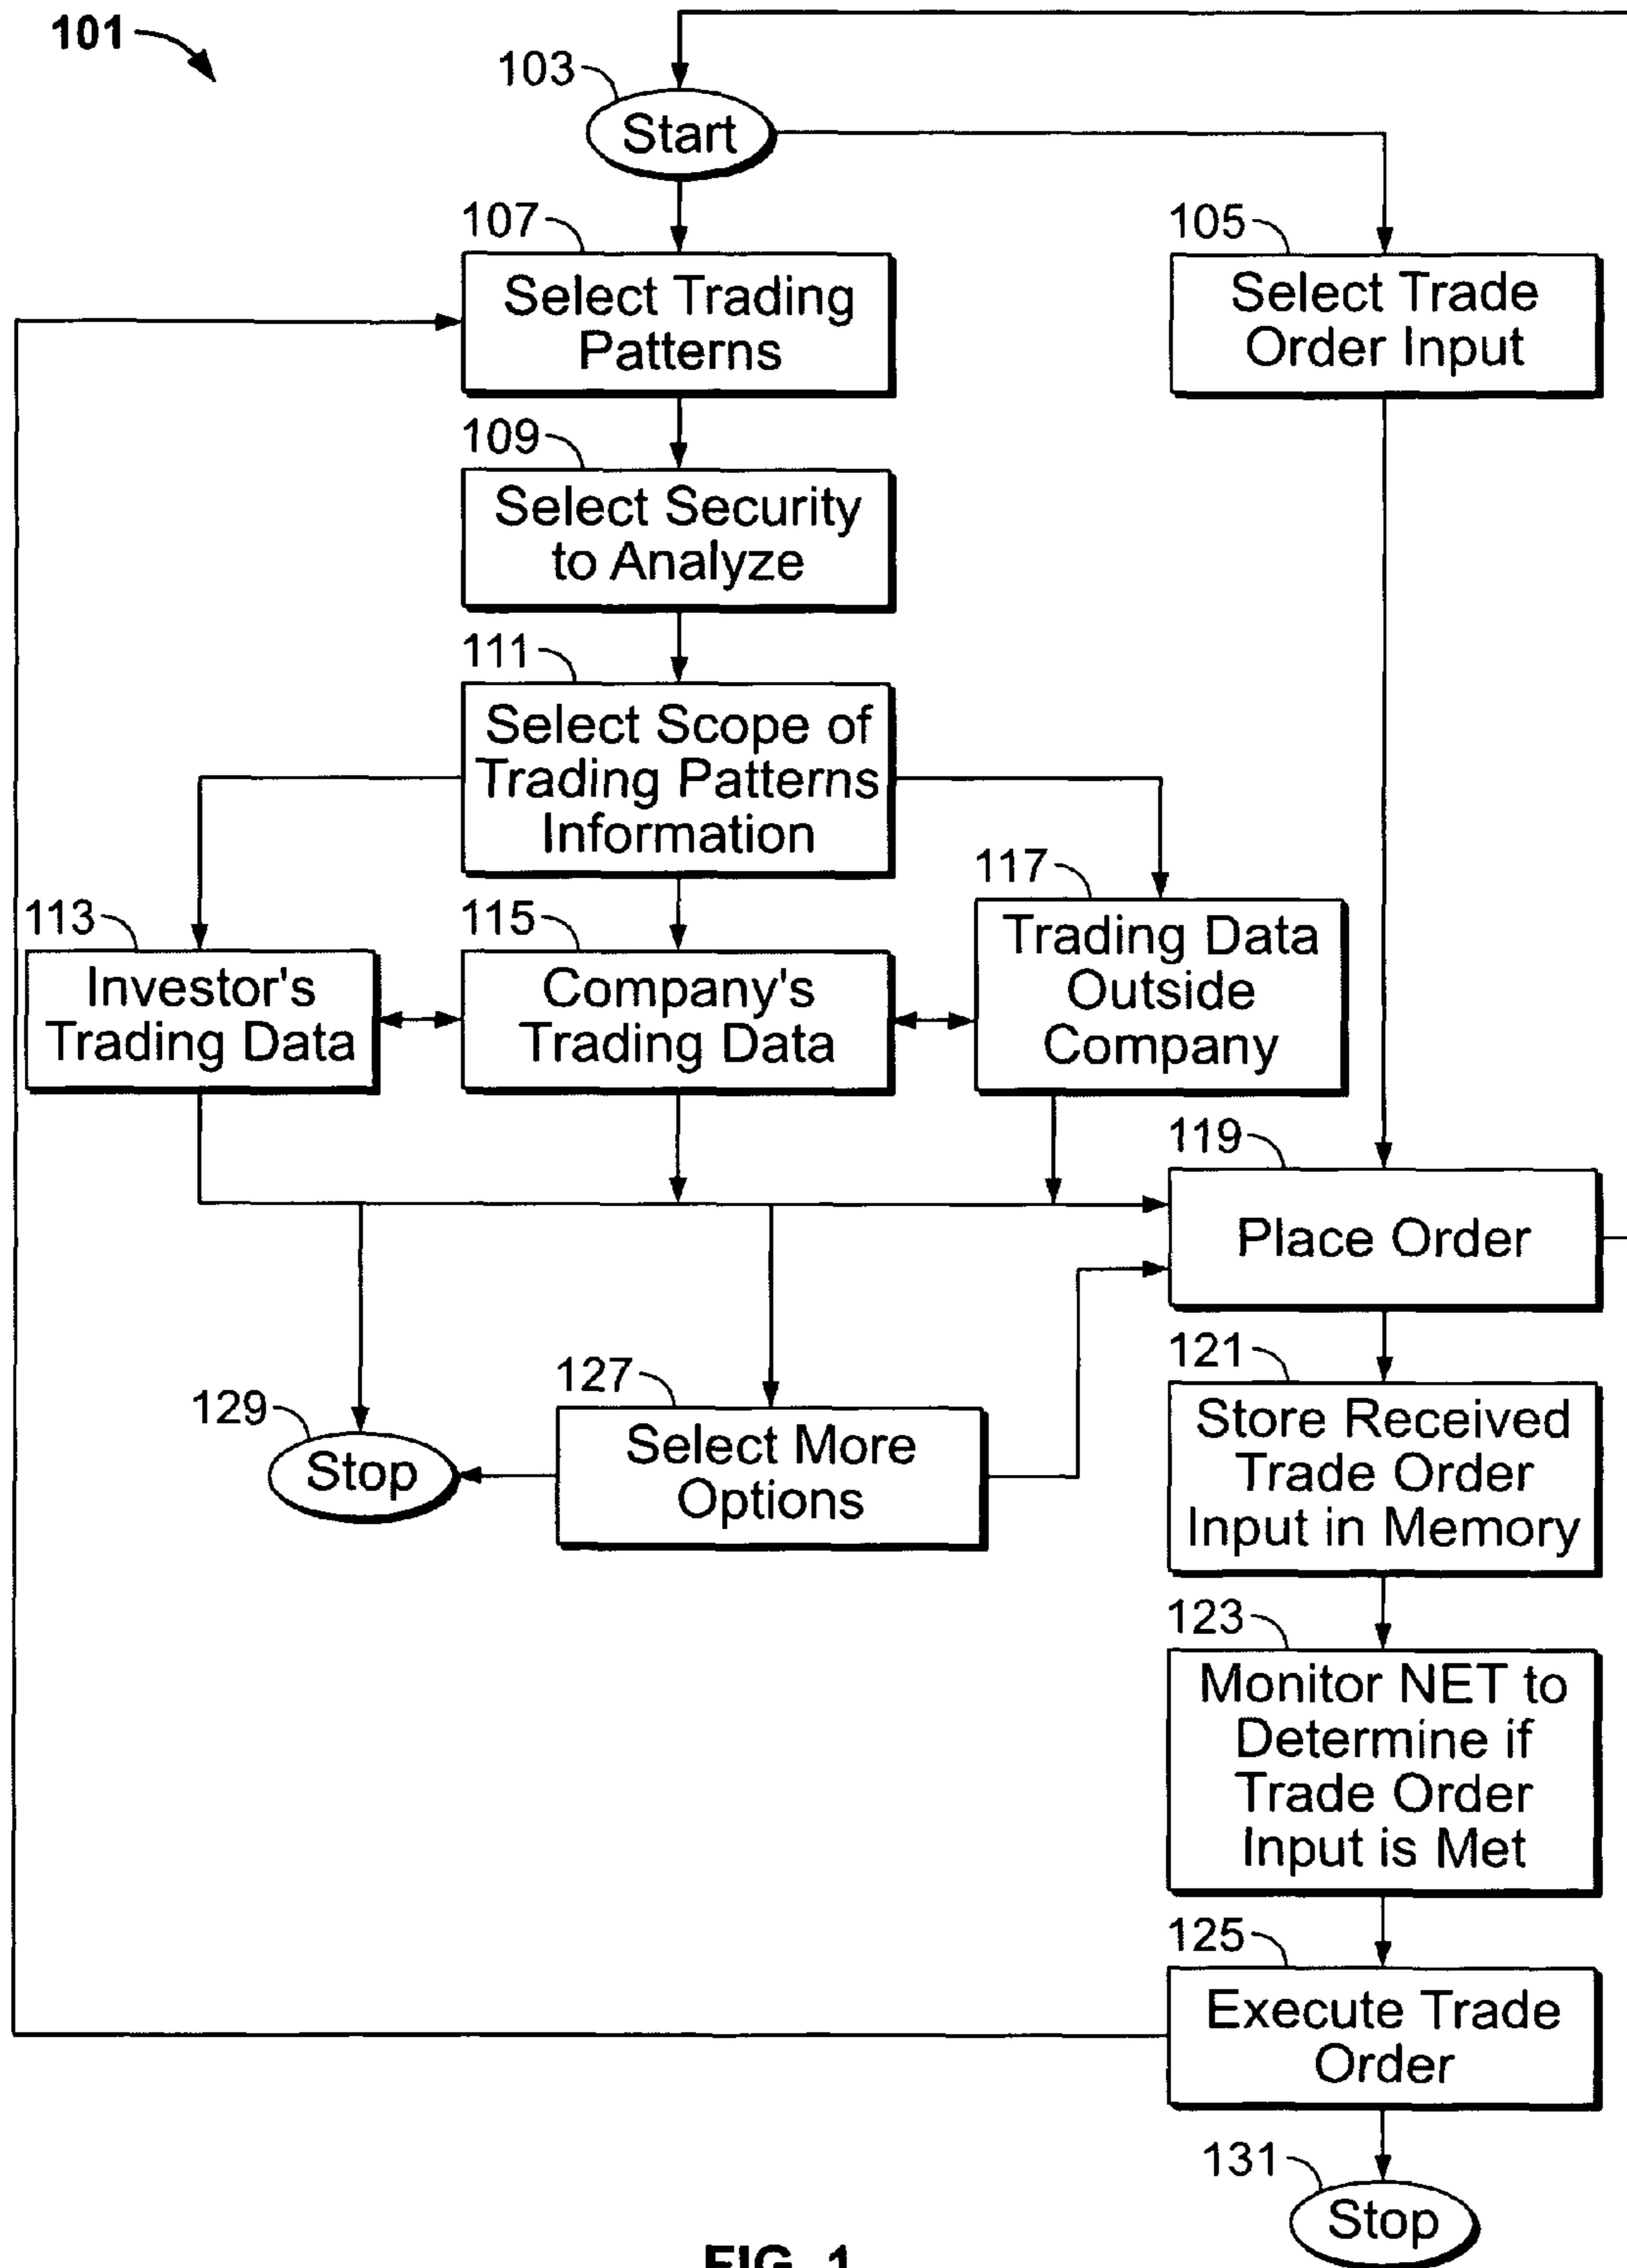 101
103
Start
107
Select Trading
Patterns
105
Select Trade
Order Input
109
Select Security
to Analyze
111
Select Scope of
Trading Patterns
Information
113
Investor's
Trading Data
115
Company's
Trading Data
117
Trading Data
Outside
Company
119
Place Order
121
Store Received
Trade Order
Input in Memory
127
Select More
Options
129
Stop
123
Monitor NET to
Determine if
Trade Order
Input is Met
125
Execute Trade
Order
131
Stop
FIG. 1